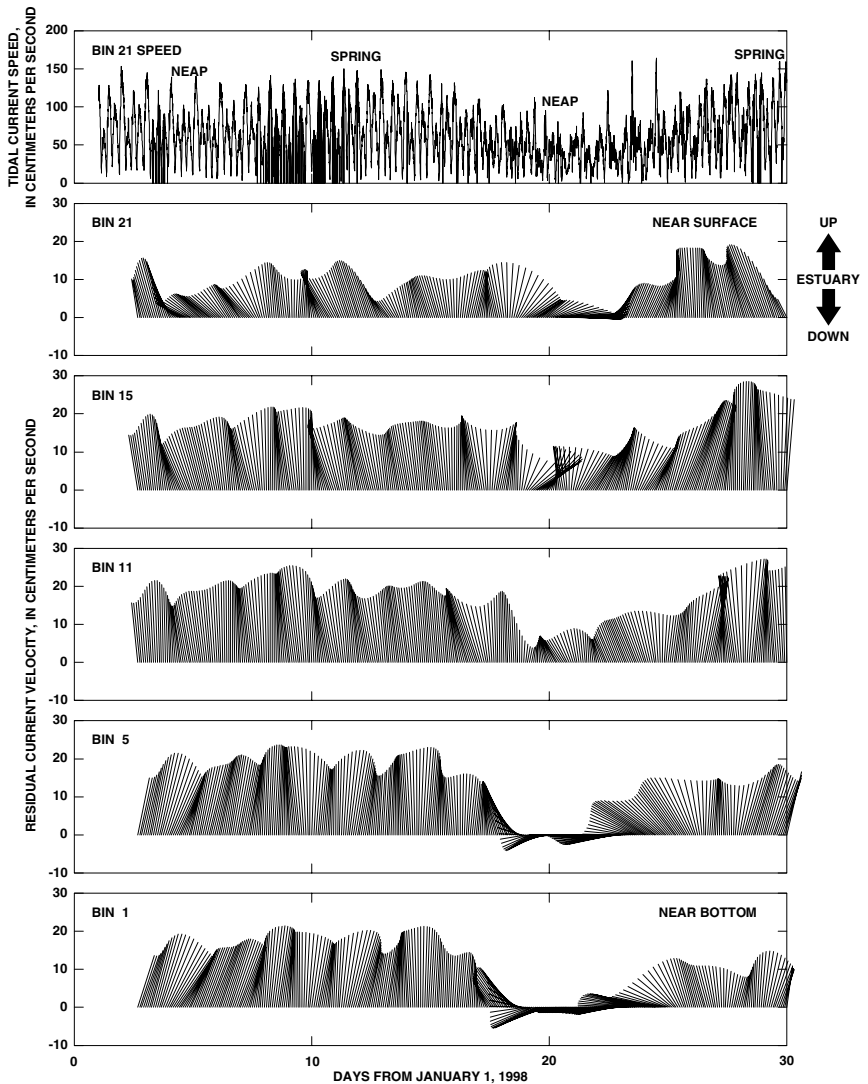 TIDAL CURRENT SPEED,
IN CENTIMETERS PER SECOND
200
150
100
50
0
BIN 21 SPEED
NEAP
SPRING
NEAP
SPRING
30
20
10
0
-10
BIN 21
NEAR SURFACE
UP
ESTUARY
DOWN
RESIDUAL CURRENT VELOCITY, IN CENTIMETERS PER SECOND
30
20
10
0
-10
BIN 15
30
20
10
0
-10
BIN 11
30
20
10
0
-10
BIN 5
30
20
10
0
-10
BIN 1
NEAR BOTTOM
0
10
20
30
DAYS FROM JANUARY 1, 1998